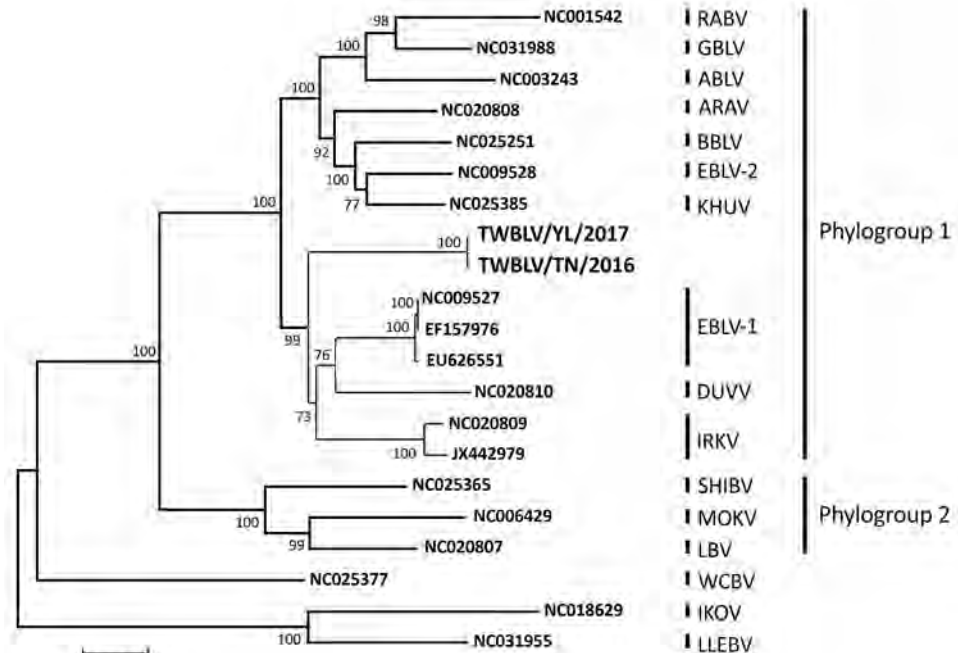 98
NC001542 RABV
100
NC031988 GBLV
100
NC003243 ABLV
NC020808 ARAV
92
NC025251 BBLV
100
NC009528 EBLV-2
77
NC025385 KHUV
100
TWBLV/YL/2017
100
TWBLV/TN/2016
Phylogroup 1
NC009527
100
EF157976 EBLV-1
100
99
76
EU626551
100
NC020810 DUVV
73
NC020809
IRKV
100
JX442979
NC025365 SHIBV
100
NC006429 MOKV
Phylogroup 2
99
NC020807 LBV
NC025377 WCBV
NC018629 IKOV
100
NC031955 LLEBV